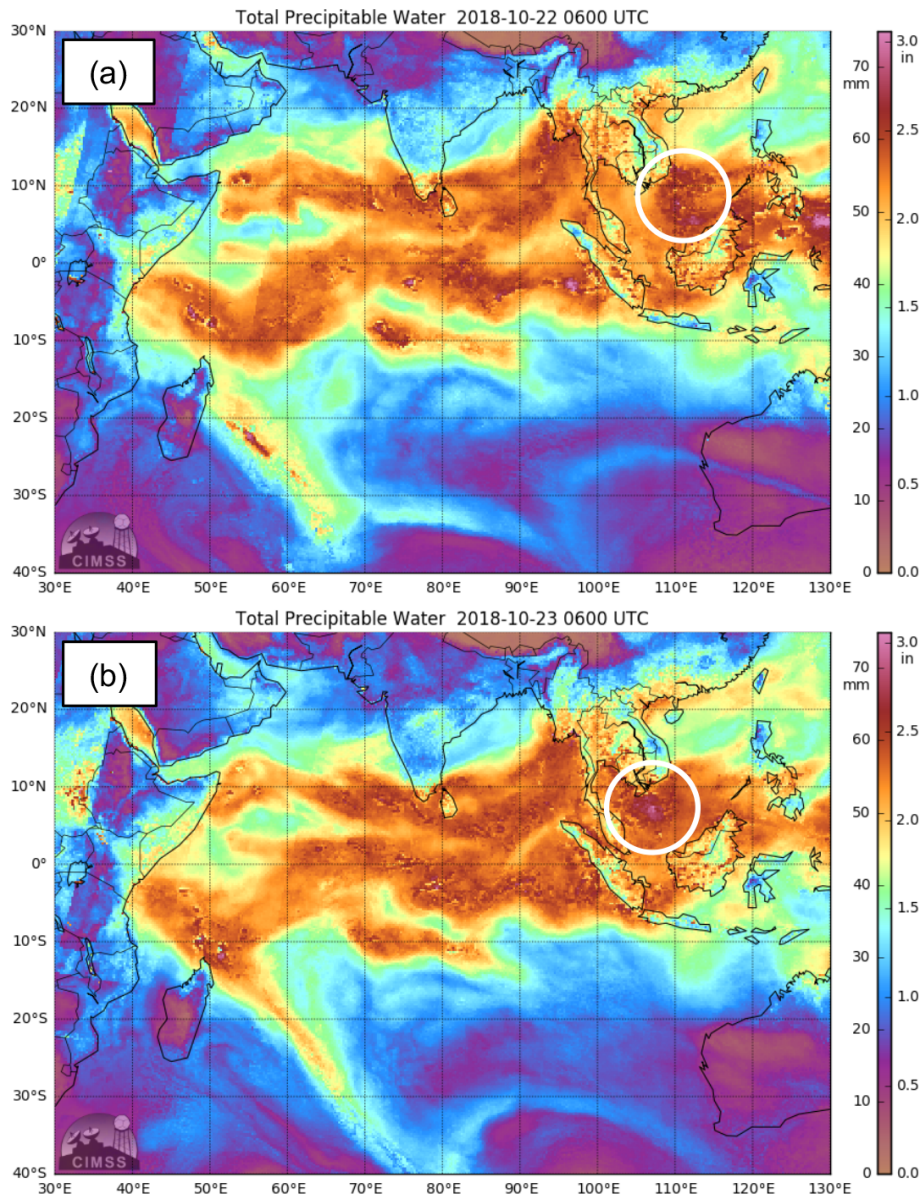 Total Precipitable Water 2018-10-22 0600 UTC
(a)
30°N
20°N
10°N
0°
10°S
20°S
30°S
40°S
30°E 40°E 50°E 60°E 70°E 80°E 90°E 100°E 110°E 120°E 130°E
CIMSS
70
mm
60
50
40
30
20
10
0
3.0
in
2.5
2.0
1.5
1.0
0.5
0.0
Total Precipitable Water 2018-10-23 0600 UTC
(b)
30°N
20°N
10°N
0°
10°S
20°S
30°S
40°S
30°E 40°E 50°E 60°E 70°E 80°E 90°E 100°E 110°E 120°E 130°E
CIMSS
70
mm
60
50
40
30
20
10
0
3.0
in
2.5
2.0
1.5
1.0
0.5
0.0